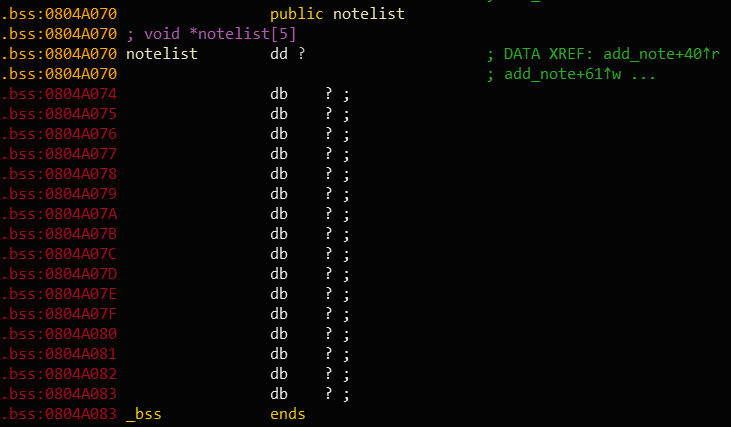 .bss:0804A070 public notelist
.bss:0804A070 ; void *notelist[5]
.bss:0804A070 notelist dd ? ; DATA XREF: add_note+40↑r
.bss:0804A070 ; add_note+61↑w ...
.bss:0804A074 db ? ;
.bss:0804A075 db ? ;
.bss:0804A076 db ? ;
.bss:0804A077 db ? ;
.bss:0804A078 db ? ;
.bss:0804A079 db ? ;
.bss:0804A07A db ? ;
.bss:0804A07B db ? ;
.bss:0804A07C db ? ;
.bss:0804A07D db ? ;
.bss:0804A07E db ? ;
.bss:0804A07F db ? ;
.bss:0804A080 db ? ;
.bss:0804A081 db ? ;
.bss:0804A082 db ? ;
.bss:0804A083 db ? ;
.bss:0804A083 _bss ends